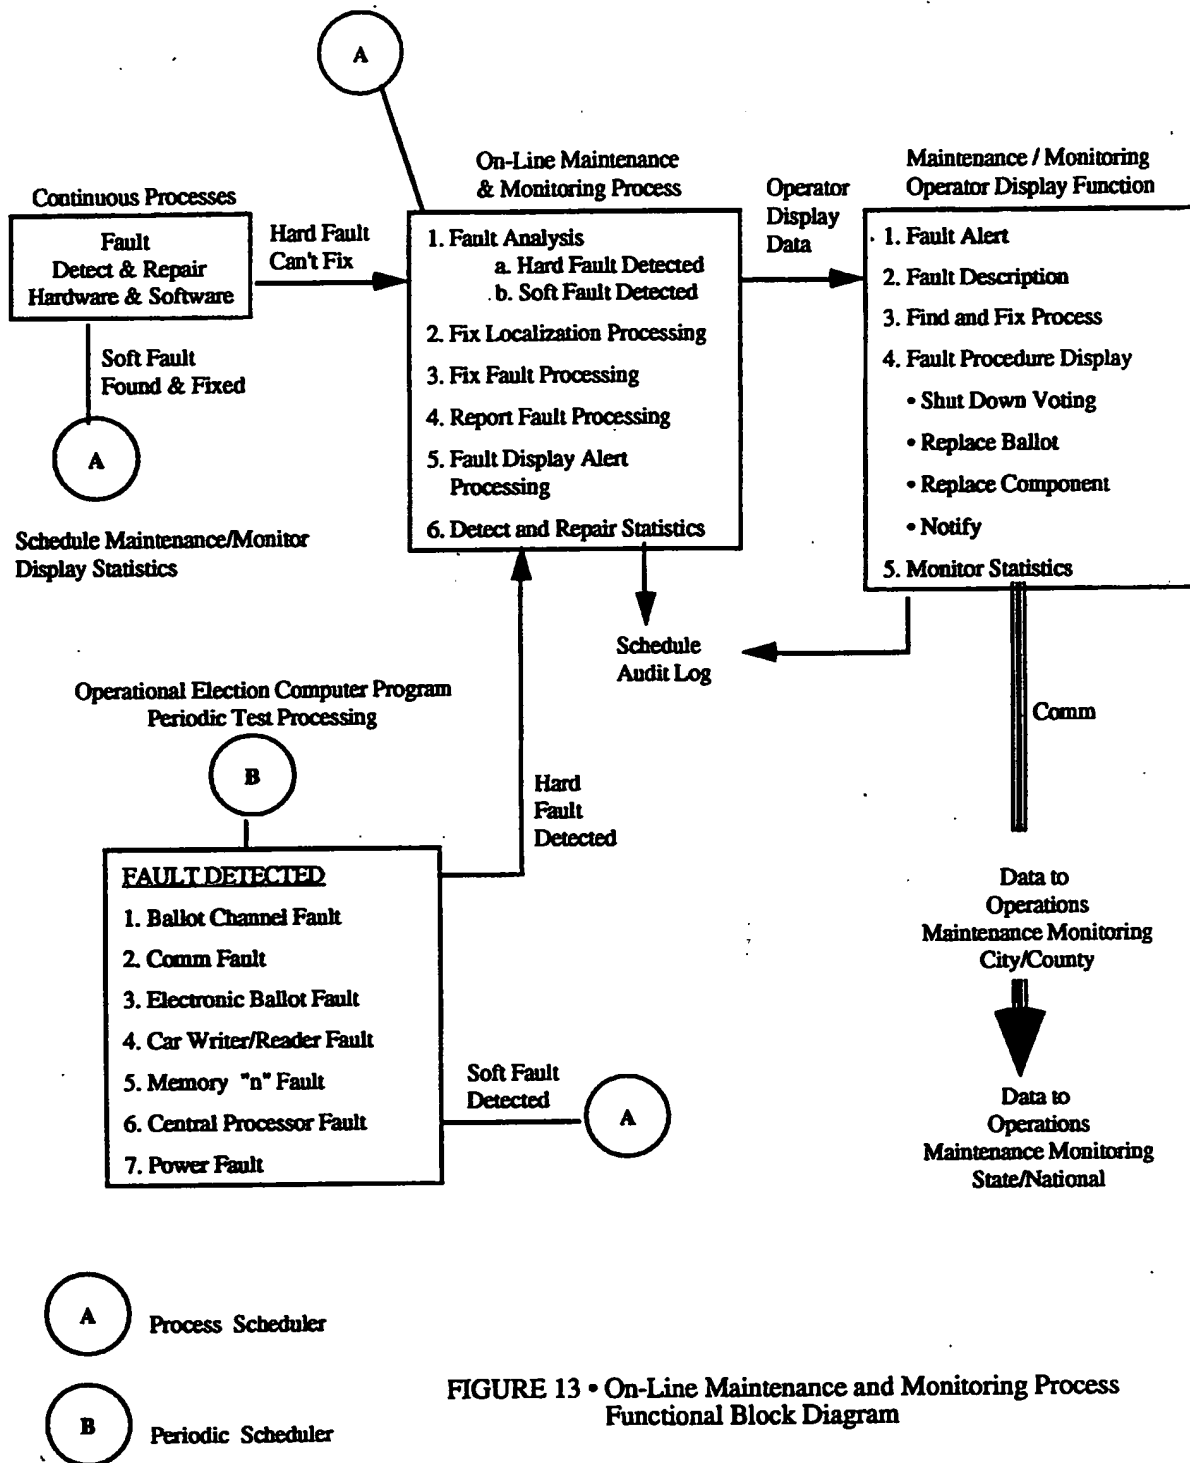 A
On-Line Maintenance
& Monitoring Process
Maintenance / Monitoring
Operator Display Function
Continuous Processes
Fault
Detect & Repair
Hardware & Software
Hard Fault
Can't Fix
1. Fault Analysis
a. Hard Fault Detected
b. Soft Fault Detected
2. Fix Localization Processing
3. Fix Fault Processing
4. Report Fault Processing
5. Fault Display Alert
Processing
6. Detect and Repair Statistics
Operator
Display
Data
1. Fault Alert
2. Fault Description
3. Find and Fix Process
4. Fault Procedure Display
• Shut Down Voting
• Replace Ballot
• Replace Component
• Notify
5. Monitor Statistics
Soft Fault
Found & Fixed
A
Schedule Maintenance/Monitor
Display Statistics
Schedule
Audit Log
Comm
Operational Election Computer Program
Periodic Test Processing
B
Hard
Fault
Detected
FAULT DETECTED
1. Ballot Channel Fault
2. Comm Fault
3. Electronic Ballot Fault
4. Car Writer/Reader Fault
5. Memory "n" Fault
6. Central Processor Fault
7. Power Fault
Soft Fault
Detected
A
Data to
Operations
Maintenance Monitoring
City/County
Data to
Operations
Maintenance Monitoring
State/National
A
Process Scheduler
B
Periodic Scheduler
FIGURE 13 • On-Line Maintenance and Monitoring Process
Functional Block Diagram